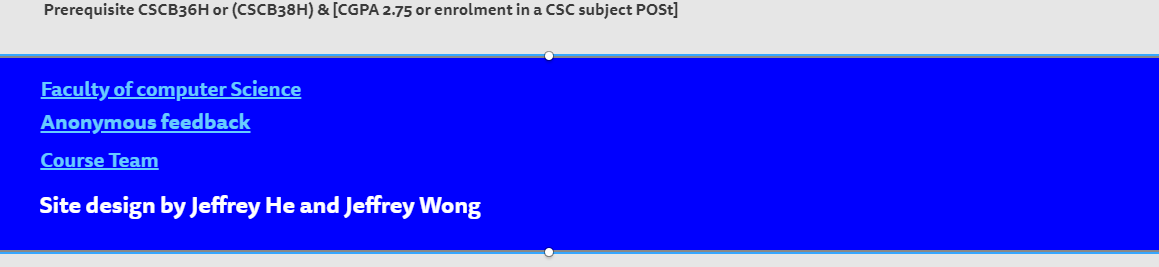 Prerequisite CSCB36H or (CSCB38H) & [CGPA 2.75 or enrolment in a CSC subject POSt]
Faculty of computer Science
Anonymous feedback
Course Team
Site design by Jeffrey He and Jeffrey Wong